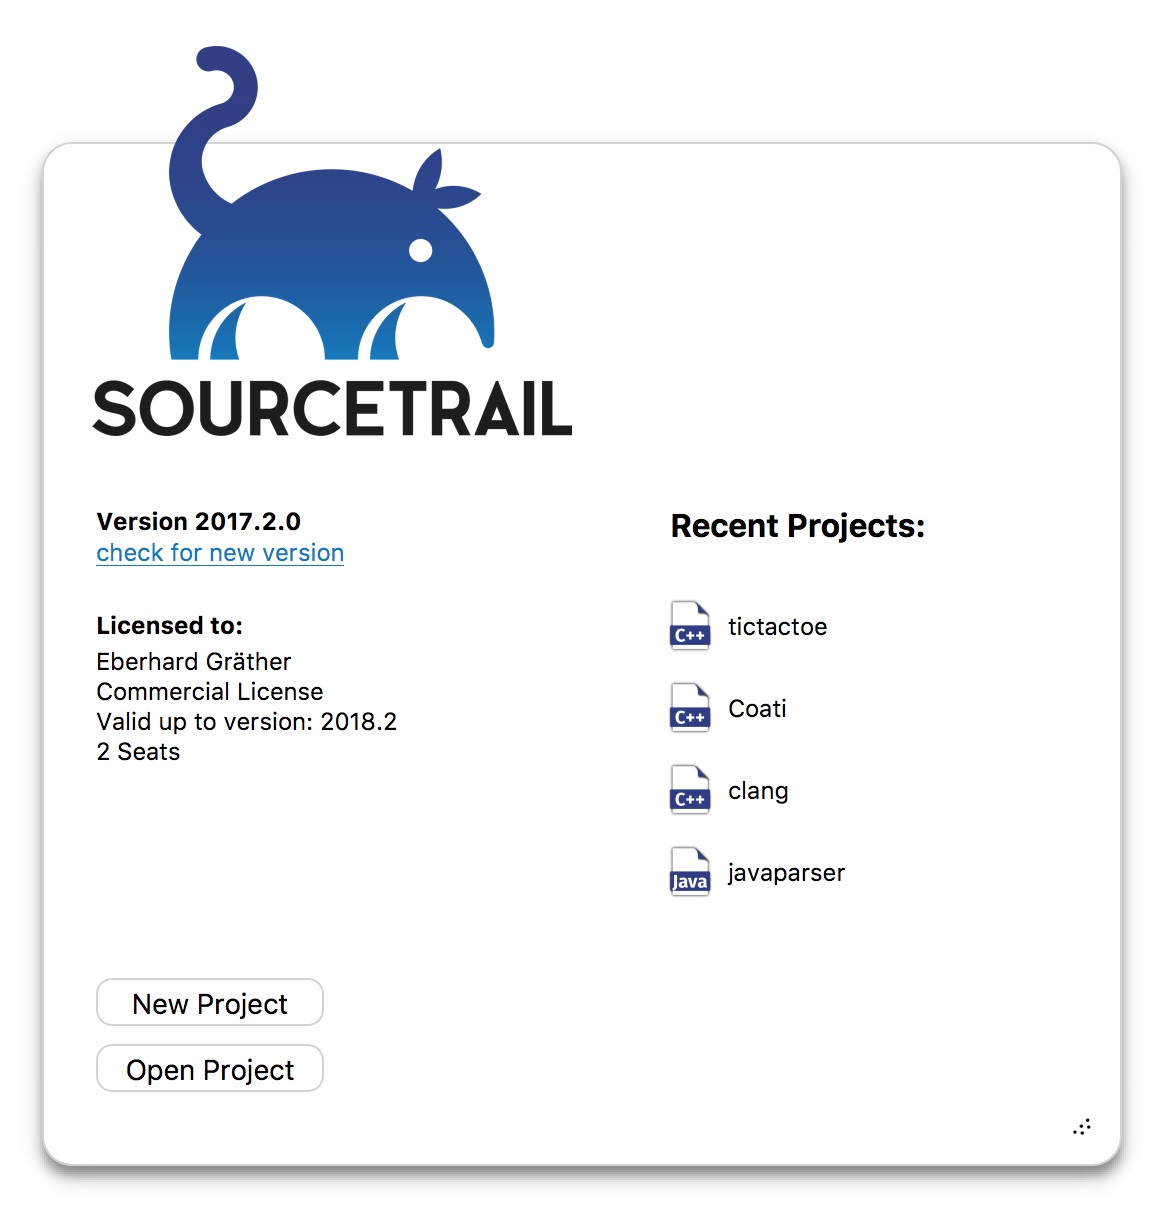 SOURCETRAIL
Version 2017.2.0
check for new version
Licensed to:
Eberhard Gräther
Commercial License
Valid up to version: 2018.2
2 Seats
New Project
Open Project
Recent Projects:
C++ tictactoe
C++ Coati
C++ clang
Java javaparser